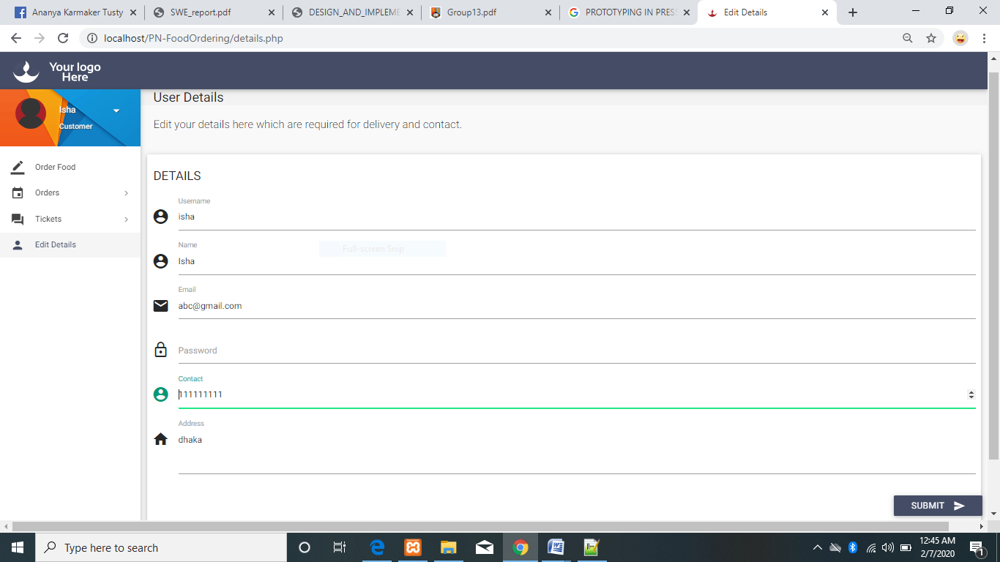 Ananya Karmaker Tusty
SWE_report.pdf
DESIGN_AND_IMPLEME
Group13.pdf
PROTOTYPING IN PRES
Edit Details
localhost/PN-FoodOrdering/details.php
Your logo
Here
Isha
Customer
Order Food
Orders
Tickets
Edit Details
User Details
Edit your details here which are required for delivery and contact.
DETAILS
Username
isha
Name
Isha
Full-screen Snip
Email
abc@gmail.com
Password
Contact
111111111
Address
dhaka
SUBMIT
Type here to search
12:45 AM
2/7/2020
1